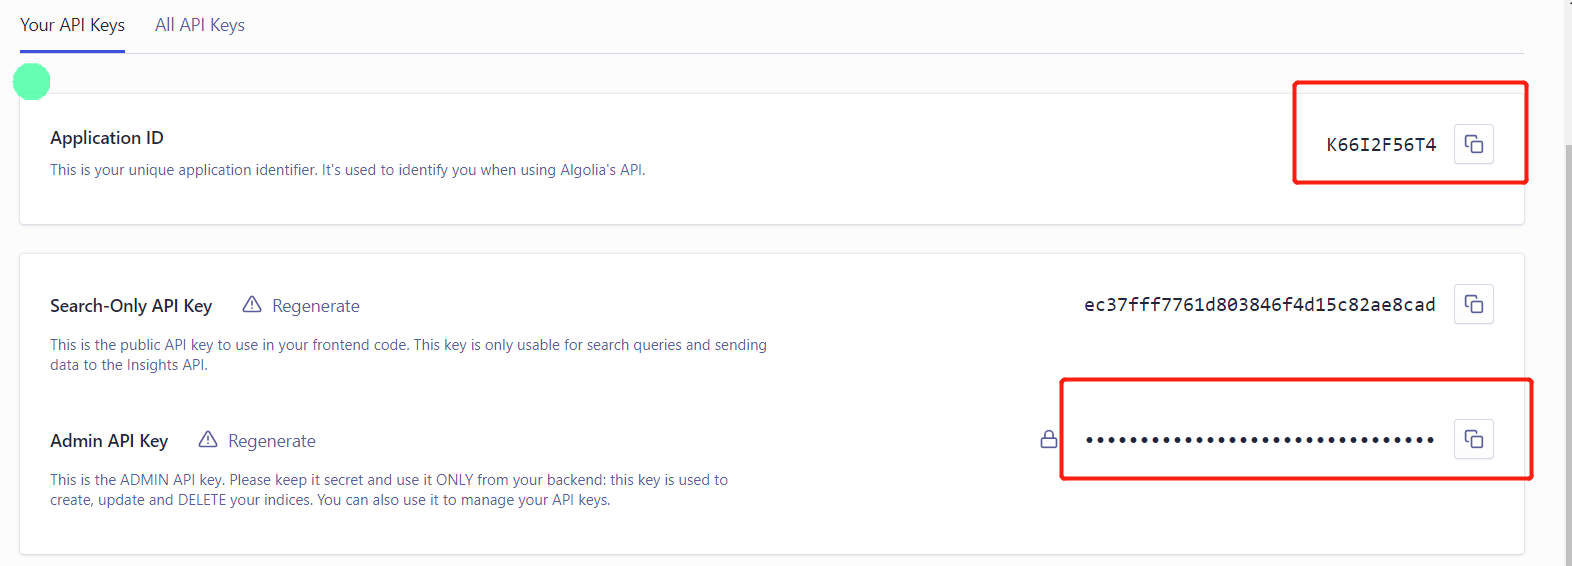 Your API Keys All API Keys
Application ID
K66I2F56T4
This is your unique application identifier. It's used to identify you when using Algolia's API.
Search-Only API Key Regenerate
ec37fff7761d803846f4d15c82ae8cad
This is the public API key to use in your frontend code. This key is only usable for search queries and sending
data to the Insights API.
Admin API Key Regenerate
••••••••••••••••••••••••••••••••
This is the ADMIN API key. Please keep it secret and use it ONLY from your backend: this key is used to
create, update and DELETE your indices. You can also use it to manage your API keys.